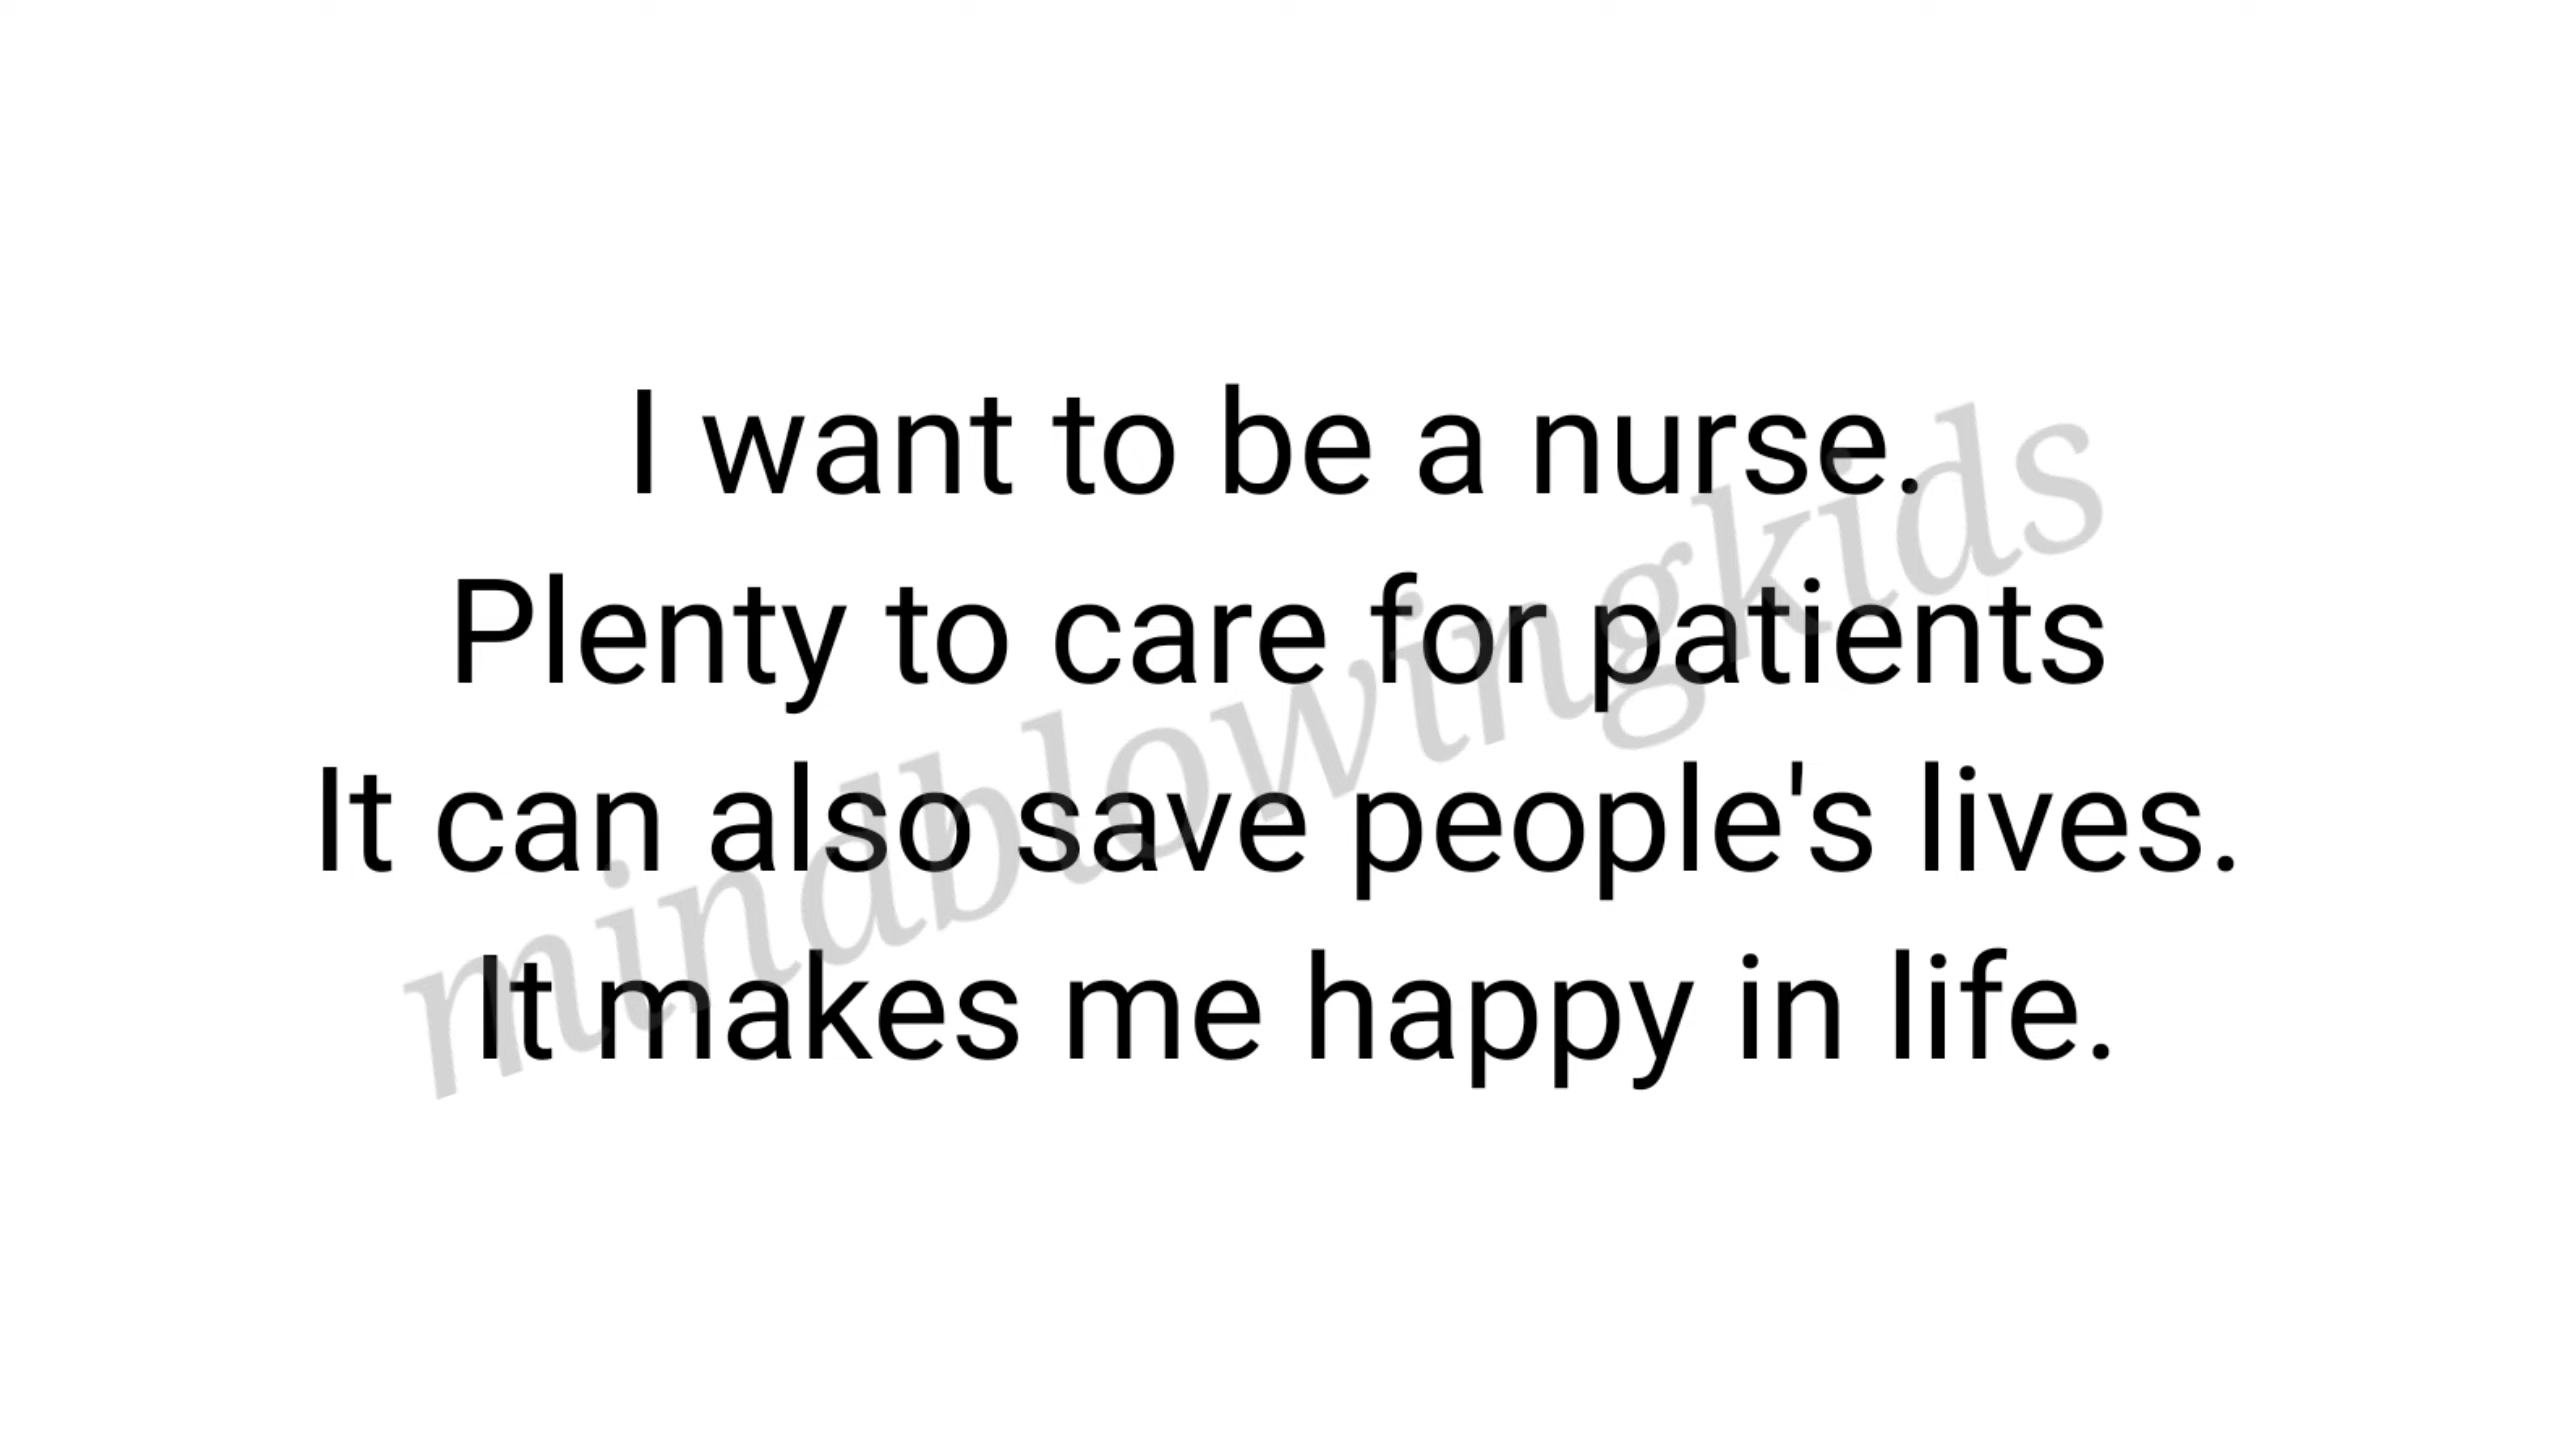 I want to be a nurse.
Plenty to care for patients
It can also save people's lives.
It makes me happy in life.
mindblowingkids